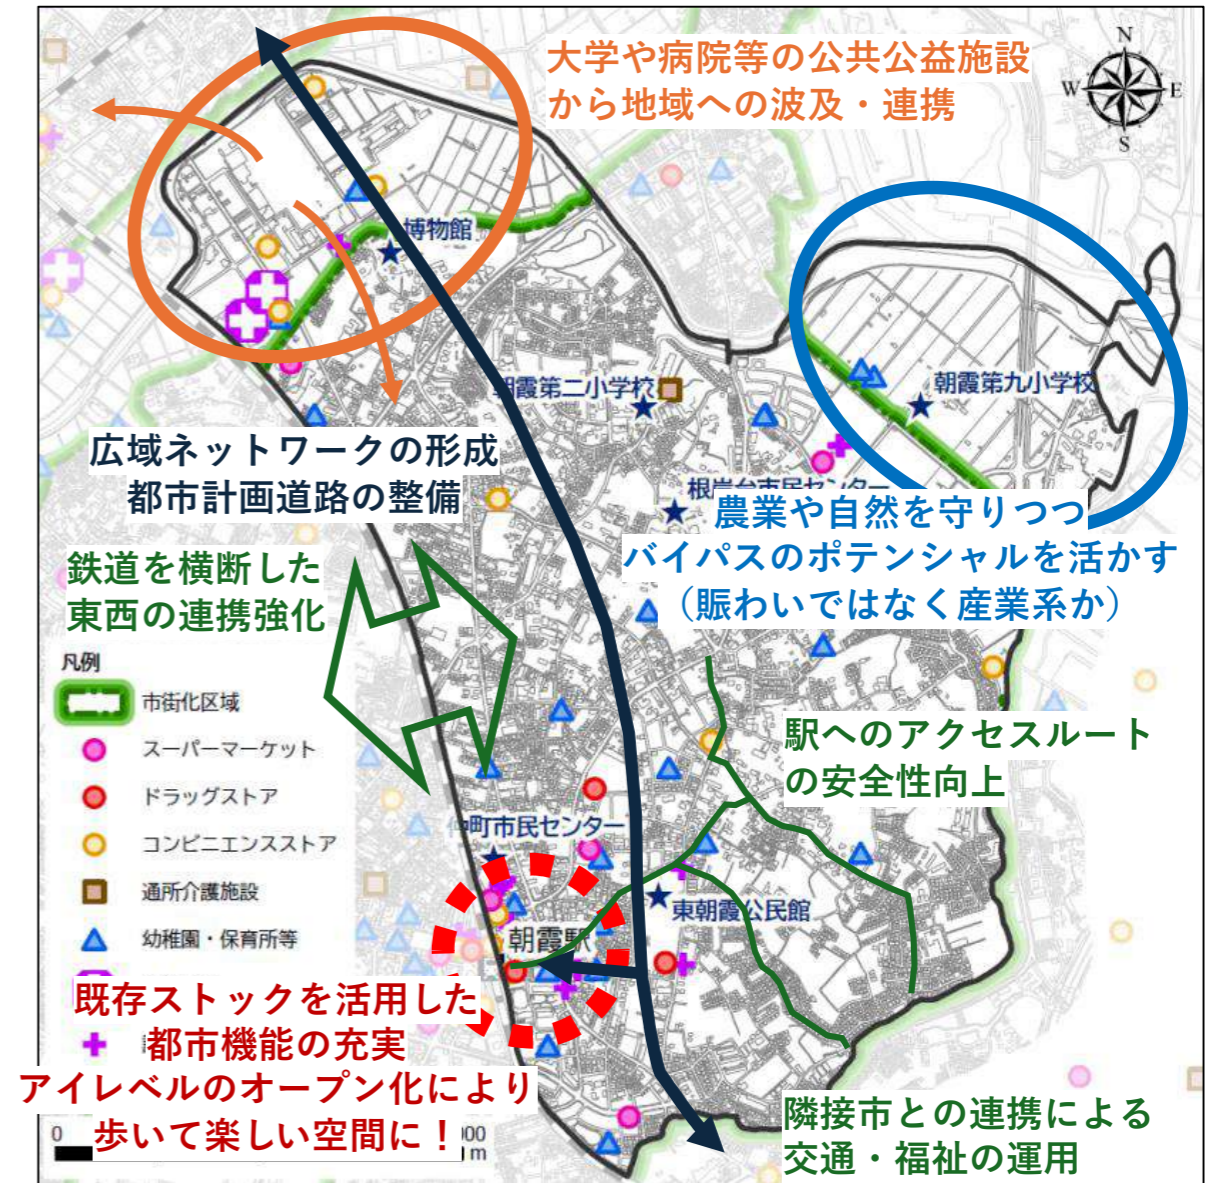 大学や病院等の公共公益施設
から地域への波及・連携
N
W
E
S
博物館
朝霞第二小学校
朝霞第九小学校
広域ネットワークの形成
都市計画道路の整備
根岸台市民センター
農業や自然を守りつつ
バイパスのポテンシャルを活かす
（賑わいではなく産業系か）
鉄道を横断した
東西の連携強化
凡例
市街化区域
スーパーマーケット
ドラッグストア
コンビニエンスストア
通所介護施設
幼稚園・保育所等
駅へのアクセスルート
の安全性向上
仲町市民センター
東朝霞公民館
朝霞駅
既存ストックを活用した
都市機能の充実
アイレベルのオープン化により
歩いて楽しい空間に！
0
00
m
隣接市との連携による
交通・福祉の運用